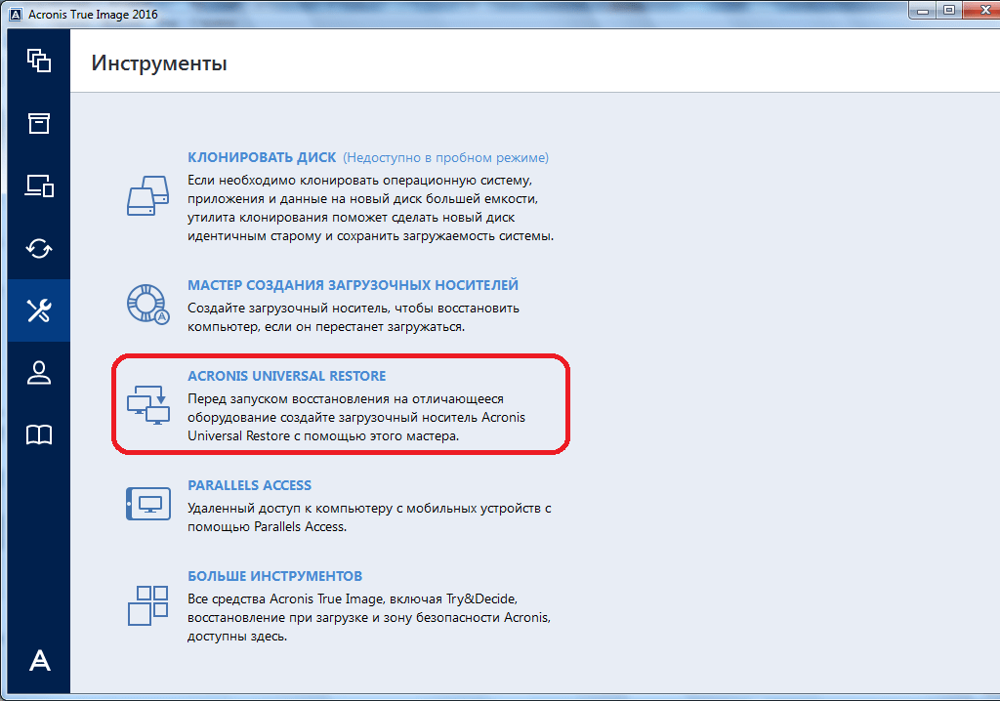 Acronis True Image 2016
Инструменты
КЛОНИРОВАТЬ ДИСК (Недоступно в пробном режиме)
Если необходимо клонировать операционную систему,
приложения и данные на новый диск большей емкости,
утилита клонирования поможет сделать новый диск
идентичным старому и сохранить загружаемость системы.
МАСТЕР СОЗДАНИЯ ЗАГРУЗОЧНЫХ НОСИТЕЛЕЙ
Создайте загрузочный носитель, чтобы восстановить
компьютер, если он перестанет загружаться.
ACRONIS UNIVERSAL RESTORE
Перед запуском восстановления на отличающееся
оборудование создайте загрузочный носитель Acronis
Universal Restore с помощью этого мастера.
PARALLELS ACCESS
Удаленный доступ к компьютеру с мобильных устройств с
помощью Parallels Access.
БОЛЬШЕ ИНСТРУМЕНТОВ
Все средства Acronis True Image, включая Try&Decide,
восстановление при загрузке и зону безопасности Acronis,
доступны здесь.